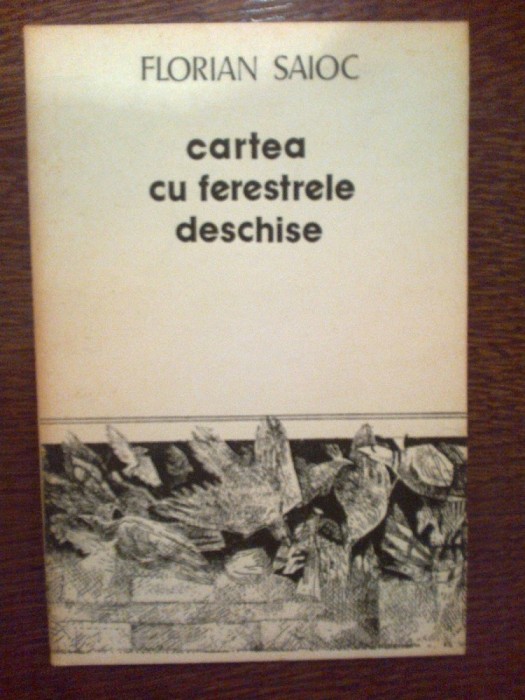 FLORIAN SAIOC
cartea
cu ferestrele
deschise